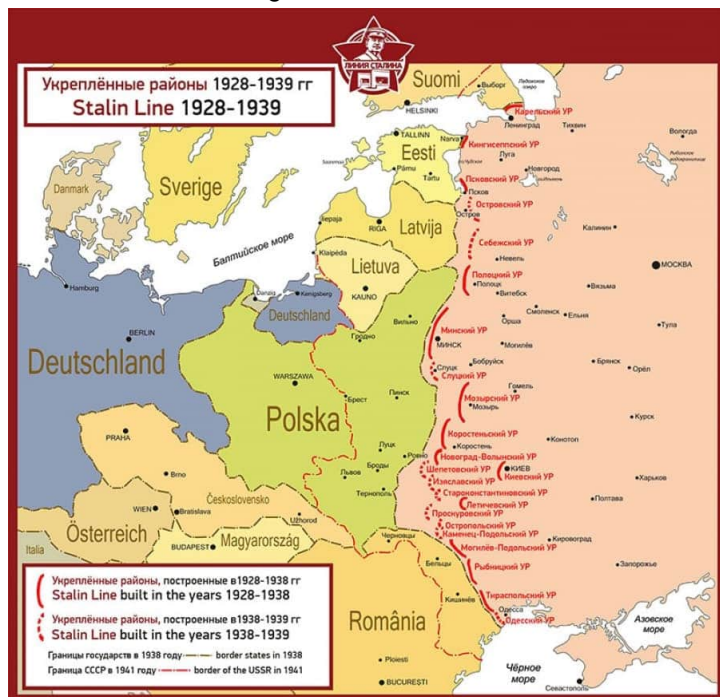 ЛИНИЯ СТАЛИНА
Укреплённые районы 1928-1939 гг
Stalin Line 1928-1939
Suomi
Выборг
Ладожское озеро
HELSINKI
Карельский УР
Ленинград
Тихвин
Вологда
Рыбинское водохранилище
TALLINN
Narva
Кингисеппский УР
Eesti
Луга
Pärnu
Tartu
Новгород
Псковский УР
Псков
Sverige
Danmark
Островский УР
Остров
Лиepaja
RIGA
Latvija
Себежский УР
Калинин
Балтийское море
Невель
Klaipėda
Lietuva
МОСКВА
Полоцкий УР
Полоцк
Вязьма
KAUNO
Витебск
Hamburg
Danzig
Konigsberg
Deutschland
Вильно
Смоленск
Ельня
Орша
Тула
Минский УР
BERLIN
Гродно
МИНСК
Могилёв
Deutschland
Слуцк
Бобруйск
Брянск
Орёл
Слуцкий УР
WARSZAWA
Гомель
Брест
Пинск
Мозырский УР
Polska
Мозырь
Курск
PRAHA
Коростеньский УР
Луцк
Коростень
Конотоп
Ровно
Новоград-Волынский УР
Броды
Шепетовский УР
КИЕВ
Киевский УР
Brno
Львов
Изяславский УР
Харьков
Československo
Тернополь
Староконстантиновский УР
Летичевский УР
Полтава
WIEN
Bratislava
Užhorod
Проскуровский УР
Österreich
Остропольский УР
Italia
BUDAPEST
Magyarország
Черновцы
Каменец-Подольский УР
Кировоград
Могилёв-Подольский УР
Бельцы
Рыбницкий УР
Запорожье
Укреплённые районы, построенные в 1928-1938 гг
Stalin Line built in the years 1928-1938
Кишинёв
Тираспольский УР
Одесса
Одесский УР
Укреплённые районы, построенные в 1938-1939 гг
Stalin Line built in the years 1938-1939
România
Азовское море
Границы государств в 1938 году
border states in 1938
Ploiesti
Граница СССР в 1941 году
border of the USSR in 1941
BUCUREȘTI
Чёрное море
Севастополь